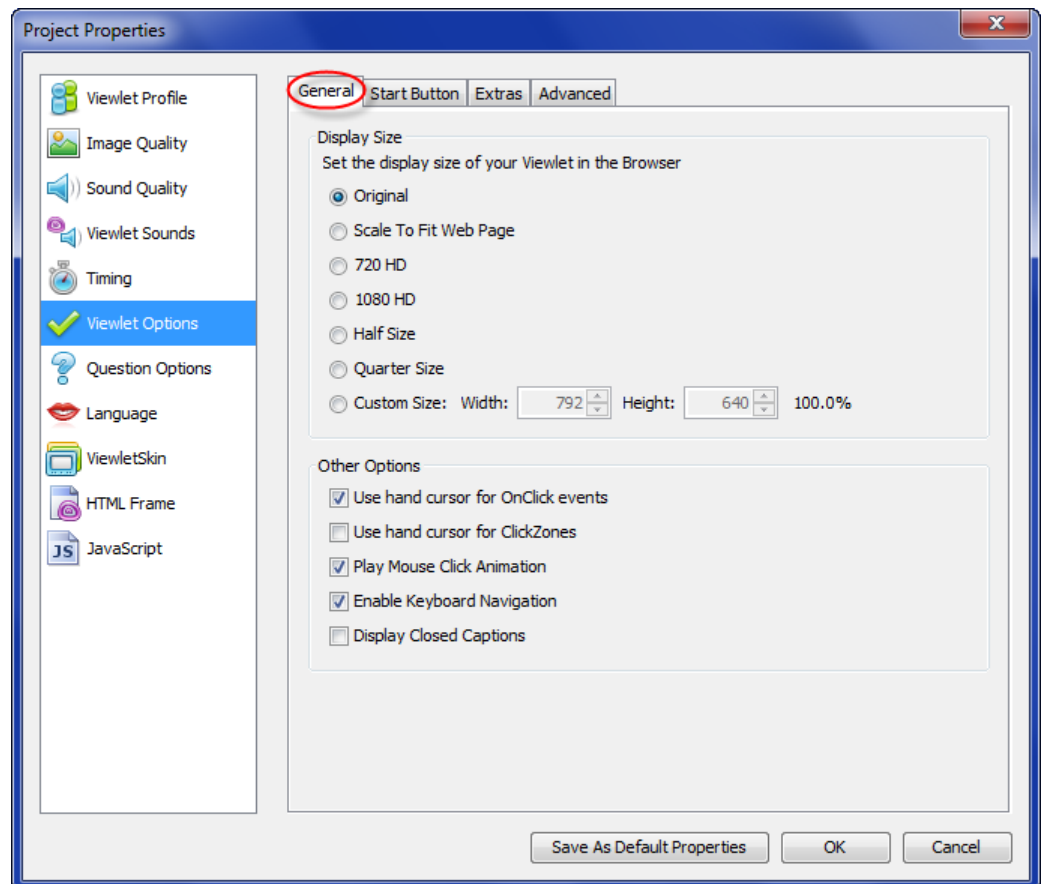 Project Properties
Viewlet Profile
Image Quality
Sound Quality
Viewlet Sounds
Timing
Viewlet Options
Question Options
Language
ViewletSkin
HTML Frame
JS JavaScript
General Start Button Extras Advanced
Display Size
Set the display size of your Viewlet in the Browser
Original
Scale To Fit Web Page
720 HD
1080 HD
Half Size
Quarter Size
Custom Size: Width: 792 Height: 640 100.0%
Other Options
Use hand cursor for OnClick events
Use hand cursor for ClickZones
Play Mouse Click Animation
Enable Keyboard Navigation
Display Closed Captions
Save As Default Properties OK Cancel